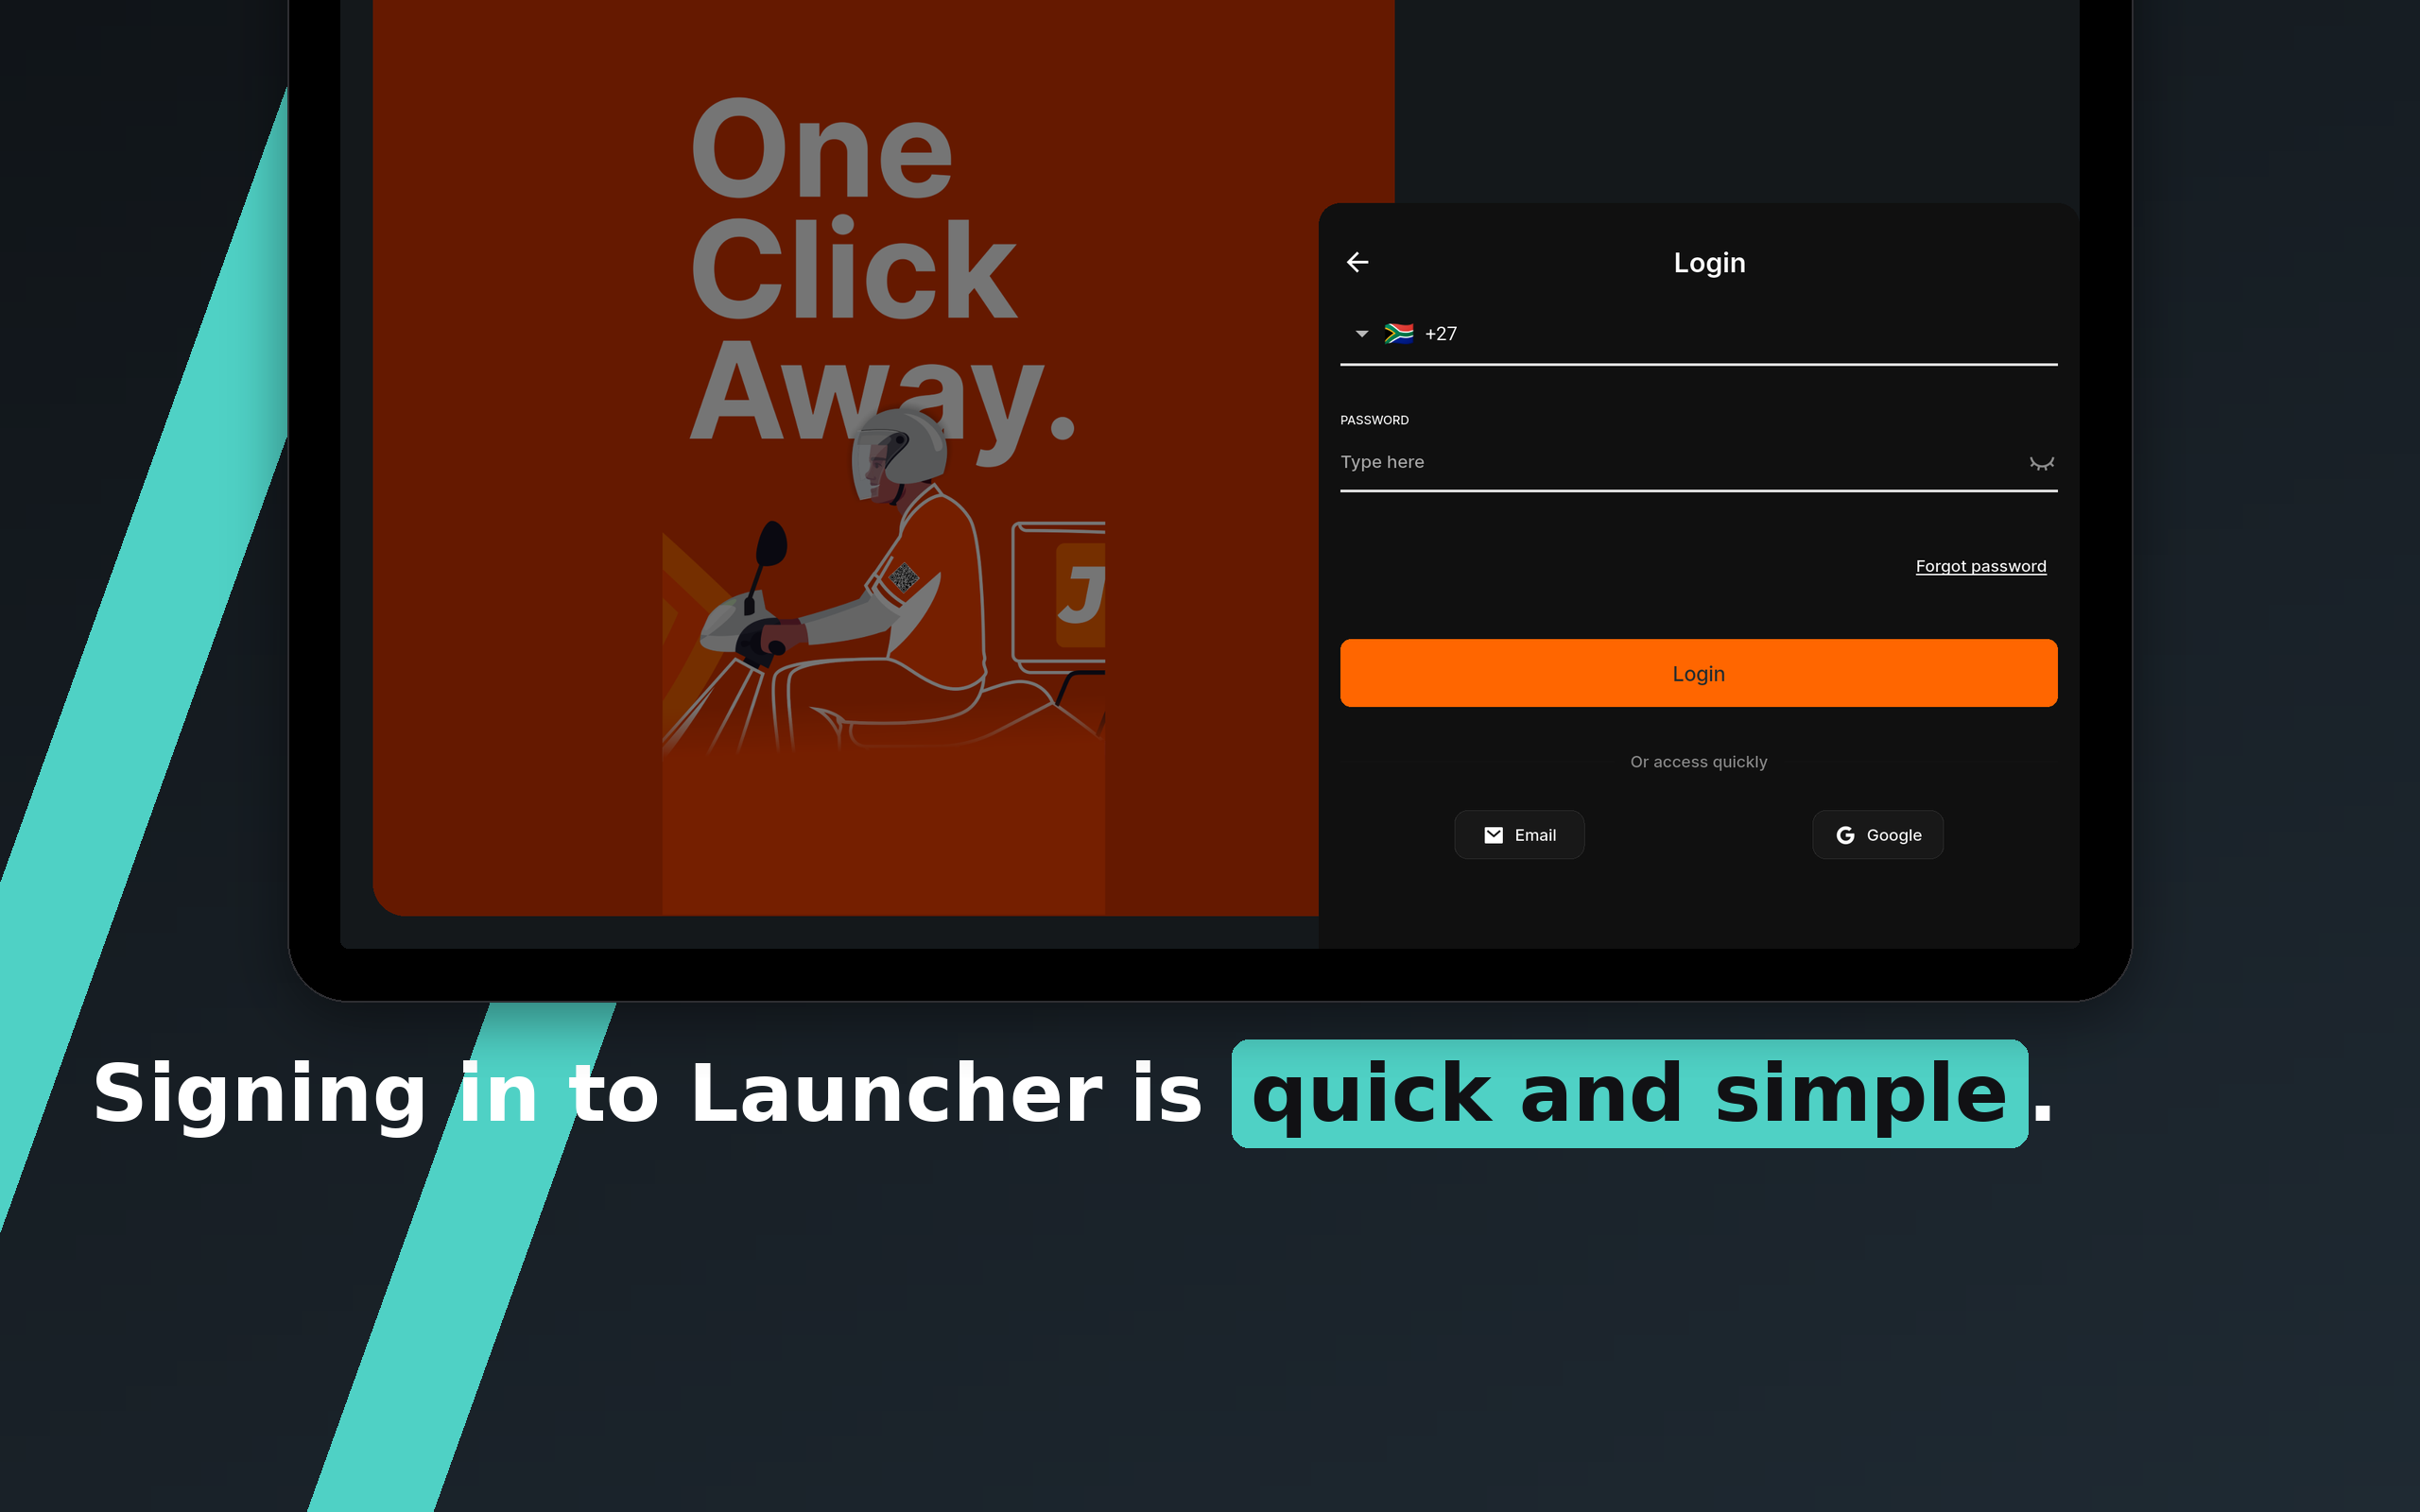 One
Click
Away.
J
Login
+27
PASSWORD
Type here
Forgot password
Login
Or access quickly
Email
Google
Signing in to Launcher is quick and simple.